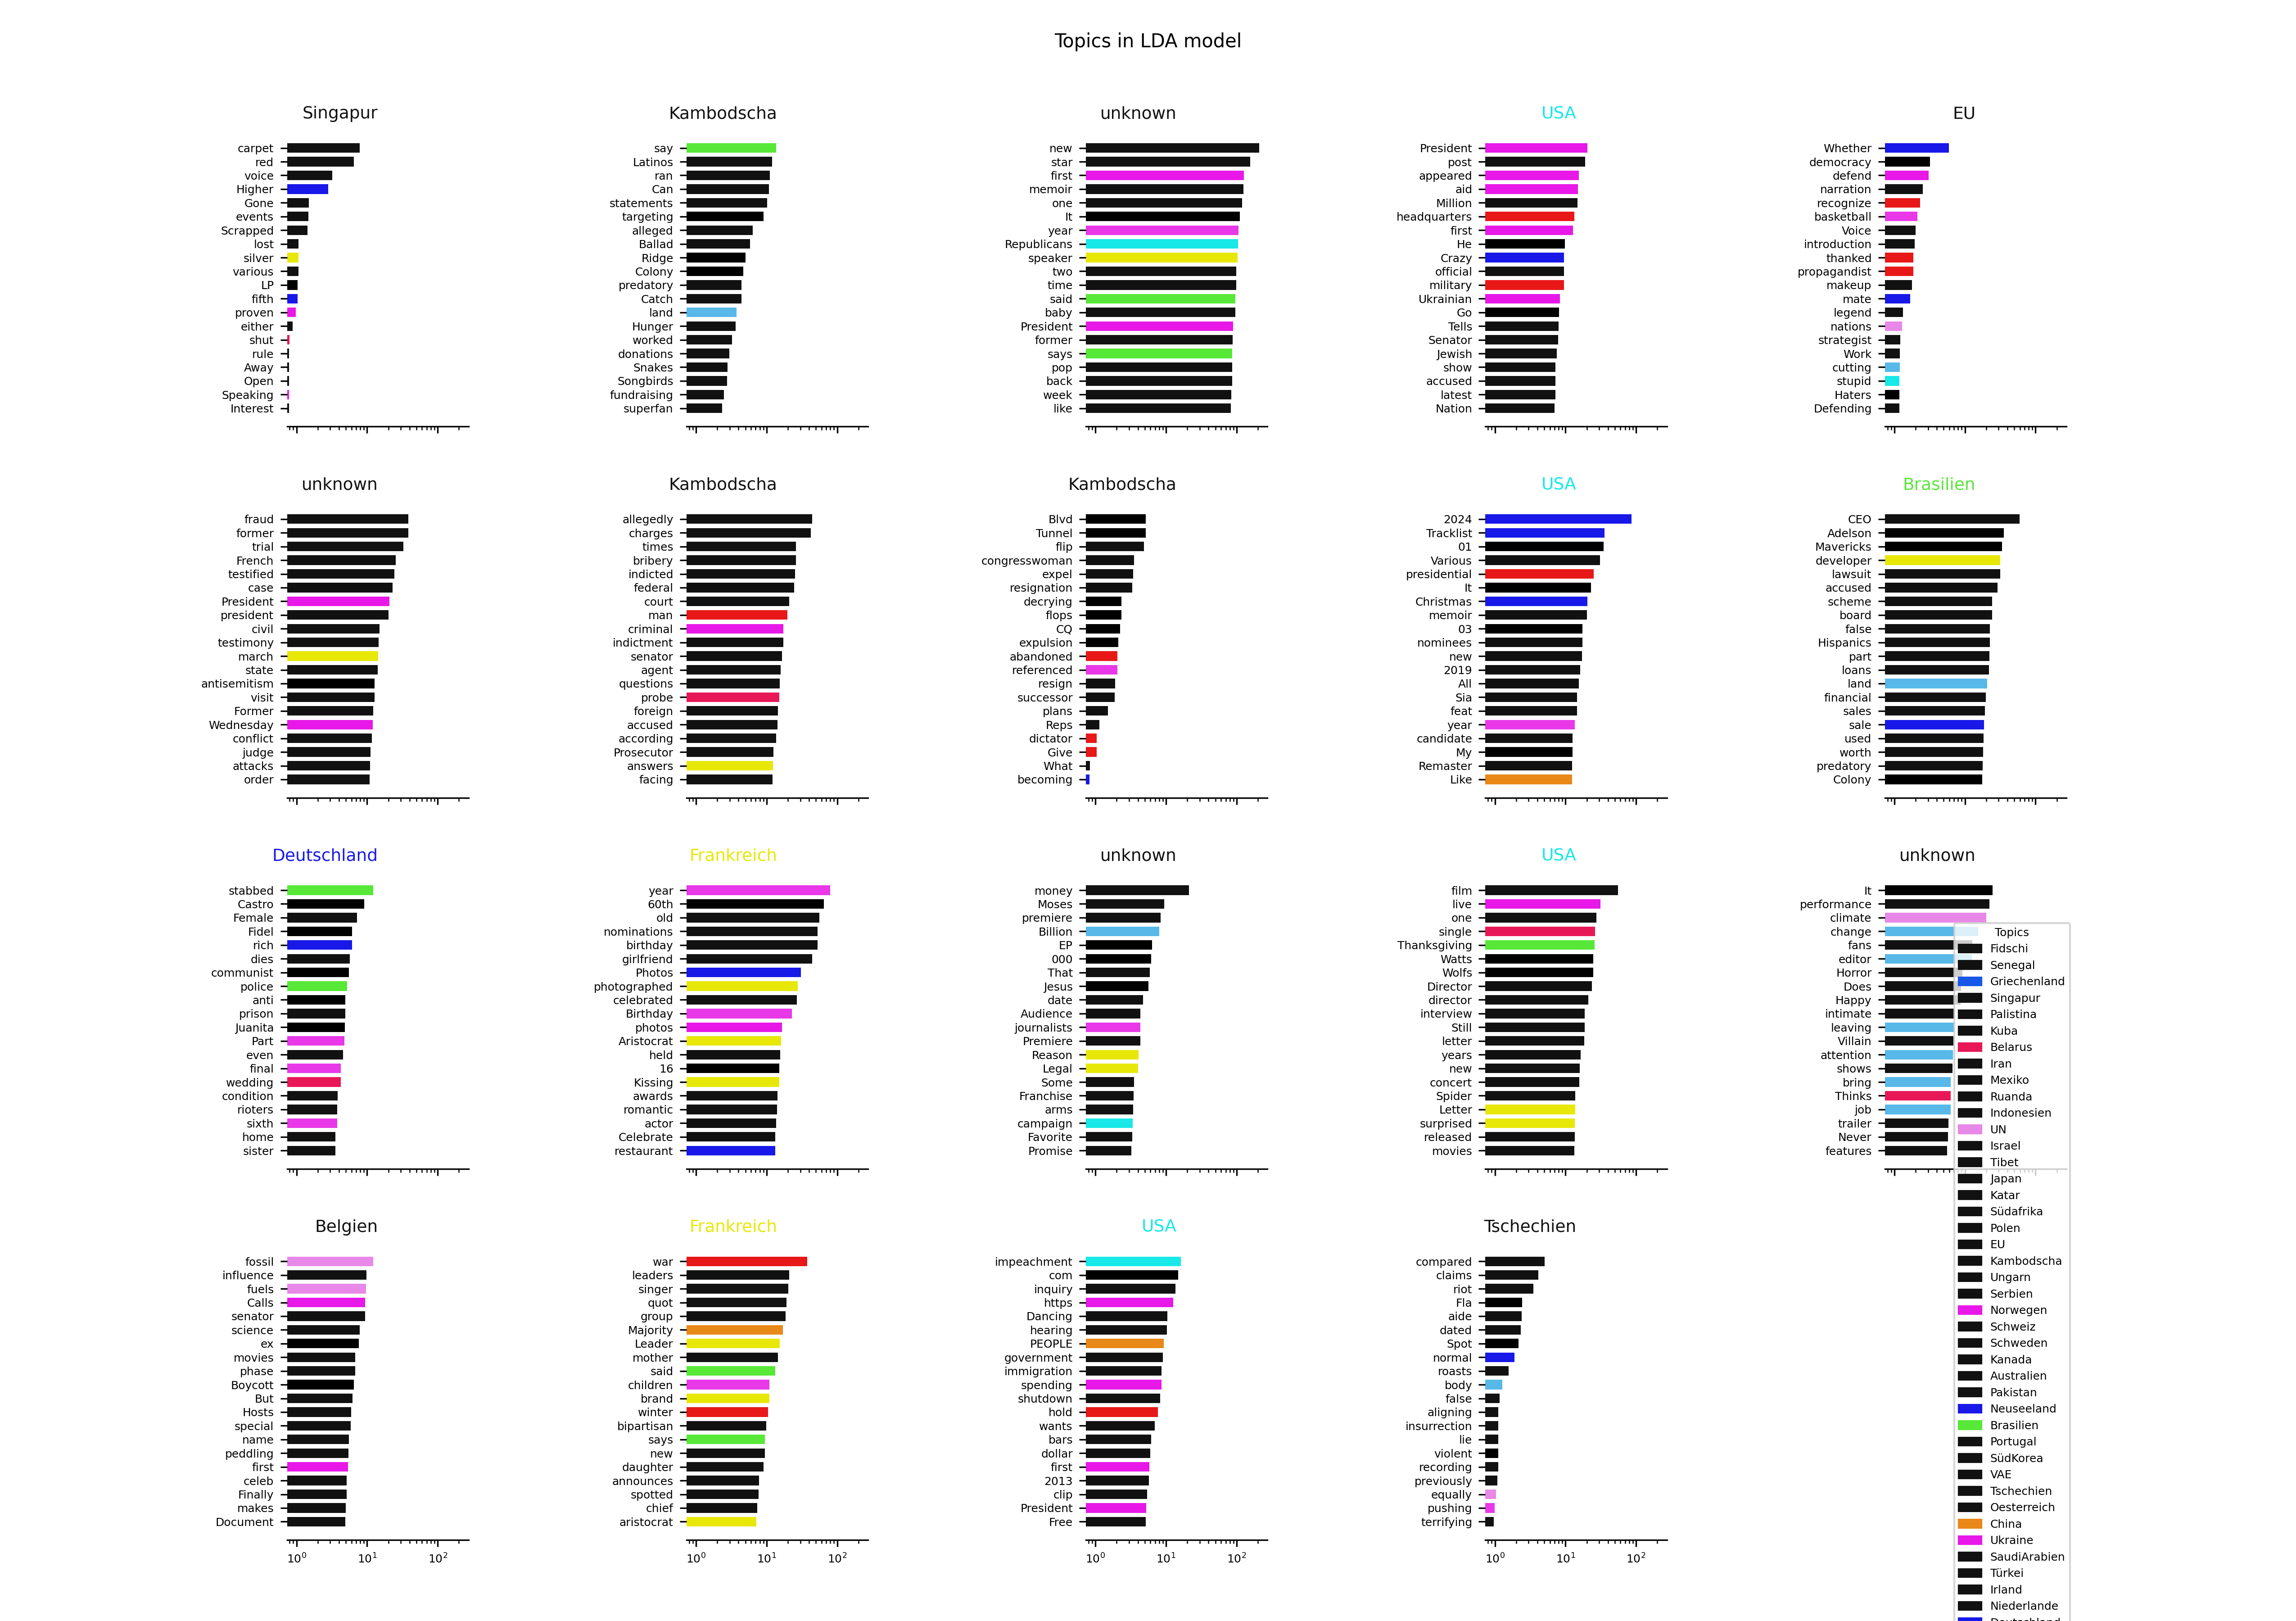 Topics in LDA model
Singapur
carpet
red
voice
Higher
Gone
events
Scrapped
lost
silver
various
LP
fifth
proven
either
shut
rule
Away
Open
Speaking
Interest
Kambodscha
say
Latinos
ran
Can
statements
targeting
alleged
Ballad
Ridge
Colony
predatory
Catch
land
Hunger
worked
donations
Snakes
Songbirds
fundraising
superfan
unknown
new
star
first
memoir
one
It
year
Republicans
speaker
two
time
said
baby
President
former
says
pop
back
week
like
USA
President
post
appeared
aid
Million
headquarters
first
He
Crazy
official
military
Ukrainian
Go
Tells
Senator
Jewish
show
accused
latest
Nation
EU
Whether
democracy
defend
narration
recognize
basketball
Voice
introduction
thanked
propagandist
makeup
mate
legend
nations
strategist
Work
cutting
stupid
Haters
Defending
unknown
fraud
former
trial
French
testified
case
President
president
civil
testimony
march
state
antisemitism
visit
Former
Wednesday
conflict
judge
attacks
order
Kambodscha
allegedly
charges
times
bribery
indicted
federal
court
man
criminal
indictment
senator
agent
questions
probe
foreign
accused
according
Prosecutor
answers
facing
Kambodscha
Blvd
Tunnel
flip
congresswoman
expel
resignation
decrying
flops
CQ
expulsion
abandoned
referenced
resign
successor
plans
Reps
dictator
Give
What
becoming
USA
2024
Tracklist
01
Various
presidential
It
Christmas
memoir
03
nominees
new
2019
All
Sia
feat
year
candidate
My
Remaster
Like
Brasilien
CEO
Adelson
Mavericks
developer
lawsuit
accused
scheme
board
false
Hispanics
part
loans
land
financial
sales
sale
used
worth
predatory
Colony
Deutschland
stabbed
Castro
Female
Fidel
rich
dies
communist
police
anti
prison
Juanita
Part
even
final
wedding
condition
rioters
sixth
home
sister
Frankreich
year
60th
old
nominations
birthday
girlfriend
Photos
photographed
celebrated
Birthday
photos
Aristocrat
held
16
Kissing
awards
romantic
actor
Celebrate
restaurant
unknown
money
Moses
premiere
Billion
EP
000
That
Jesus
date
Audience
journalists
Premiere
Reason
Legal
Some
Franchise
arms
campaign
Favorite
Promise
USA
film
live
one
single
Thanksgiving
Watts
Wolfs
Director
director
interview
Still
letter
years
new
concert
Spider
Letter
surprised
released
movies
unknown
It
performance
climate
change
fans
editor
Horror
Does
Happy
intimate
leaving
Villain
attention
shows
bring
Thinks
job
trailer
Never
features
Belgien
fossil
influence
fuels
Calls
senator
science
ex
movies
phase
Boycott
But
Hosts
special
name
peddling
first
celeb
Finally
makes
Document
10⁰ 10¹ 10²
Frankreich
war
leaders
singer
quot
group
Majority
Leader
mother
said
children
brand
winter
bipartisan
says
new
daughter
announces
spotted
chief
aristocrat
10⁰ 10¹ 10²
USA
impeachment
com
inquiry
https
Dancing
hearing
PEOPLE
government
immigration
spending
shutdown
hold
wants
bars
dollar
first
2013
clip
President
Free
10⁰ 10¹ 10²
Tschechien
compared
claims
riot
Fla
aide
dated
Spot
normal
roasts
body
false
aligning
insurrection
lie
violent
recording
previously
equally
pushing
terrifying
10⁰ 10¹ 10²
Topics
Fidschi
Senegal
Griechenland
Singapur
Palistina
Kuba
Belarus
Iran
Mexiko
Ruanda
Indonesien
UN
Israel
Tibet
Japan
Katar
Südafrika
Polen
EU
Kambodscha
Ungarn
Serbien
Norwegen
Schweiz
Schweden
Kanada
Australien
Pakistan
Neuseeland
Brasilien
Portugal
SüdKorea
VAE
Tschechien
Oesterreich
China
Ukraine
SaudiArabien
Türkei
Irland
Niederlande